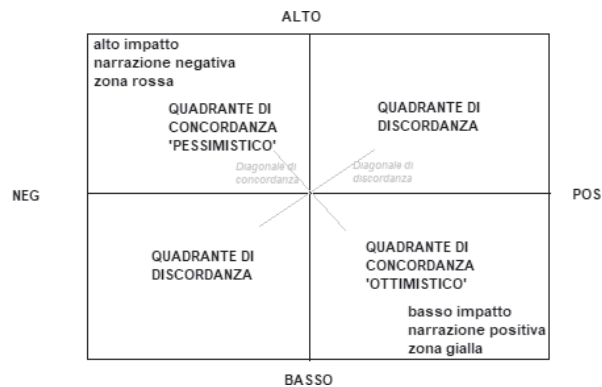 ALTO
alto impatto
narrazione negativa
zona rossa
QUADRANTE DI
CONCORDANZA
'PESSIMISTICO'
QUADRANTE DI
DISCORDANZA
Diagonale di
concordanza
Diagonale di
discordanza
NEG
POS
QUADRANTE DI
DISCORDANZA
QUADRANTE DI
CONCORDANZA
'OTTIMISTICO'
basso impatto
narrazione positiva
zona gialla
BASSO